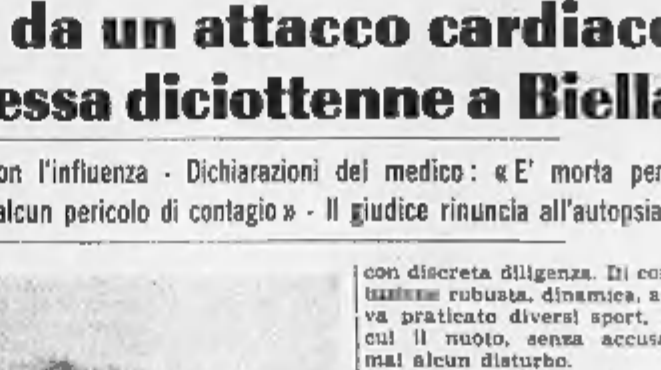 da un attacco cardiaco
essa diciottenne a Biella
on l'influenza - Dichiarazioni del medico: « E' morta per
alcun pericolo di contagio » - Il giudice rinuncia all'autopsia
con discreta diligenza. Di co
robusta, dinamica, a
va praticato diversi sport,
cui il nuoto, senza accusa
mai alcun disturbo.